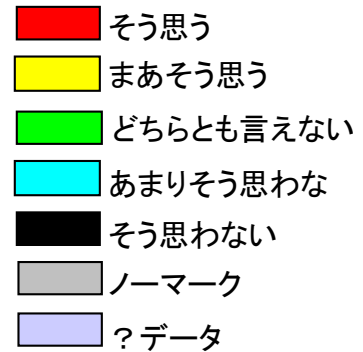 そう思う
まあそう思う
どちらとも言えない
あまりそう思わな
そう思わない
ノーマーク
？データ